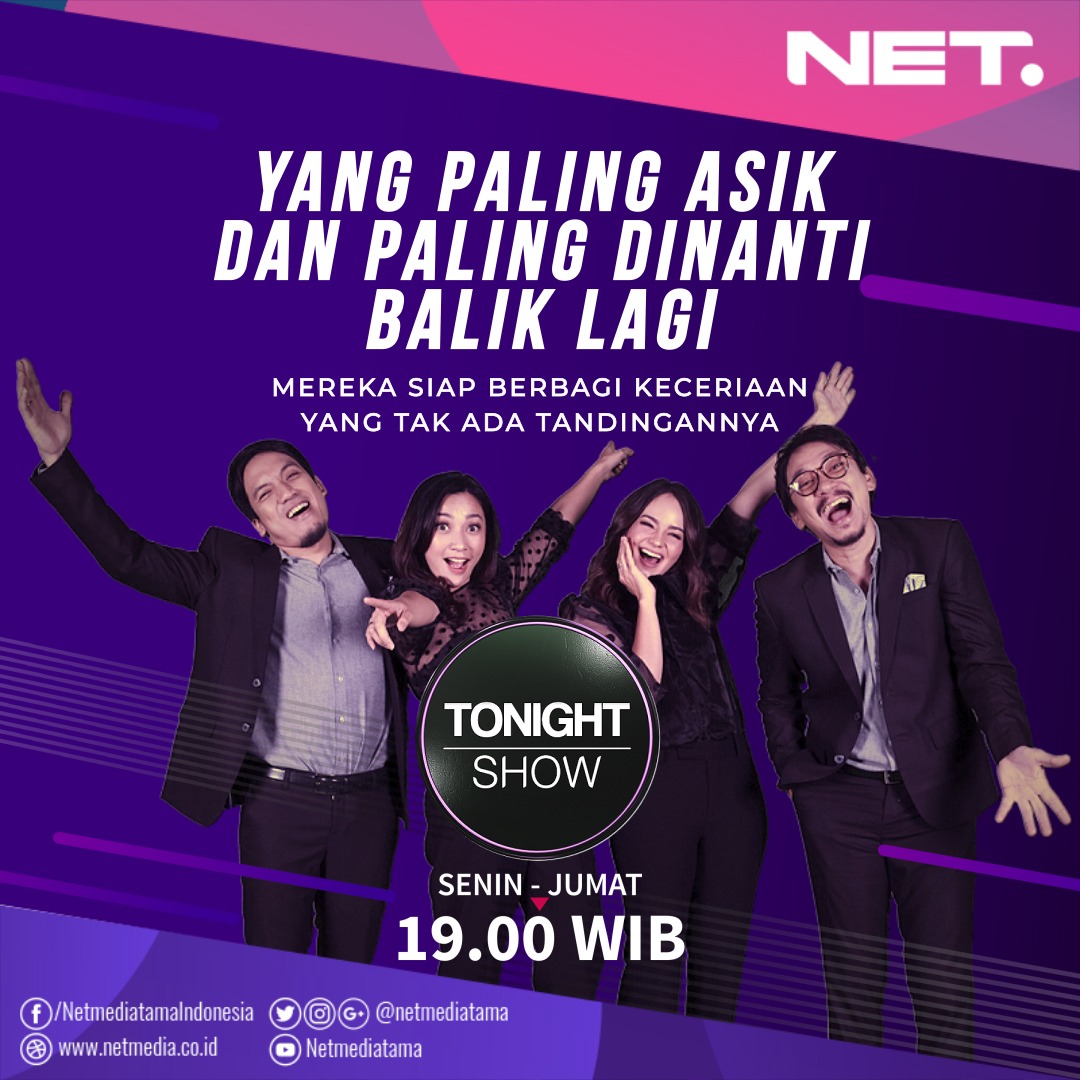 NET.
YANG PALING ASIK
DAN PALING DINANTI
BALIK LAGI
MEREKA SIAP BERBAGI KECERIAAN
YANG TAK ADA TANDINGANNYA
TONIGHT
SHOW
SENIN - JUMAT
19.00 WIB
/NetmediatamaIndonesia @netmediatama
www.netmedia.co.id Netmediatama